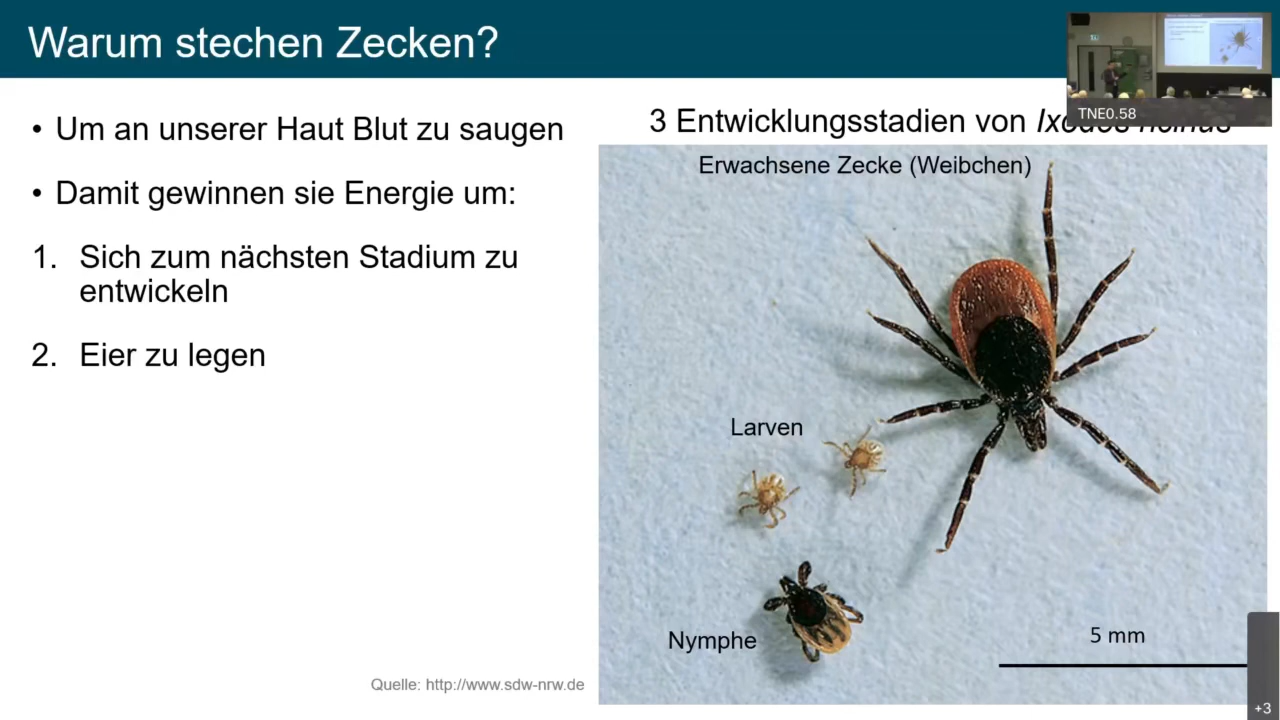 Warum stechen Zecken?
TNE0.58
• Um an unserer Haut Blut zu saugen
• Damit gewinnen sie Energie um:
1. Sich zum nächsten Stadium zu
entwickeln
2. Eier zu legen
Quelle: http://www.sdw-nrw.de
3 Entwicklungsstadien von Ixodes ricinus
Erwachsene Zecke (Weibchen)
Larven
Nymphe
5 mm
+3